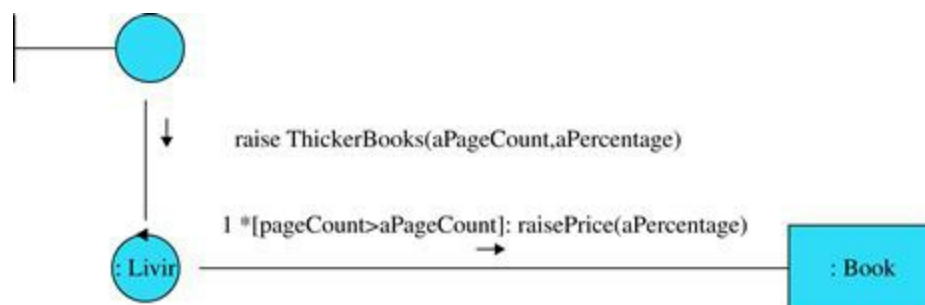 raise ThickerBooks(aPageCount,aPercentage)
1 *[pageCount>aPageCount]: raisePrice(aPercentage)
: Livir
: Book